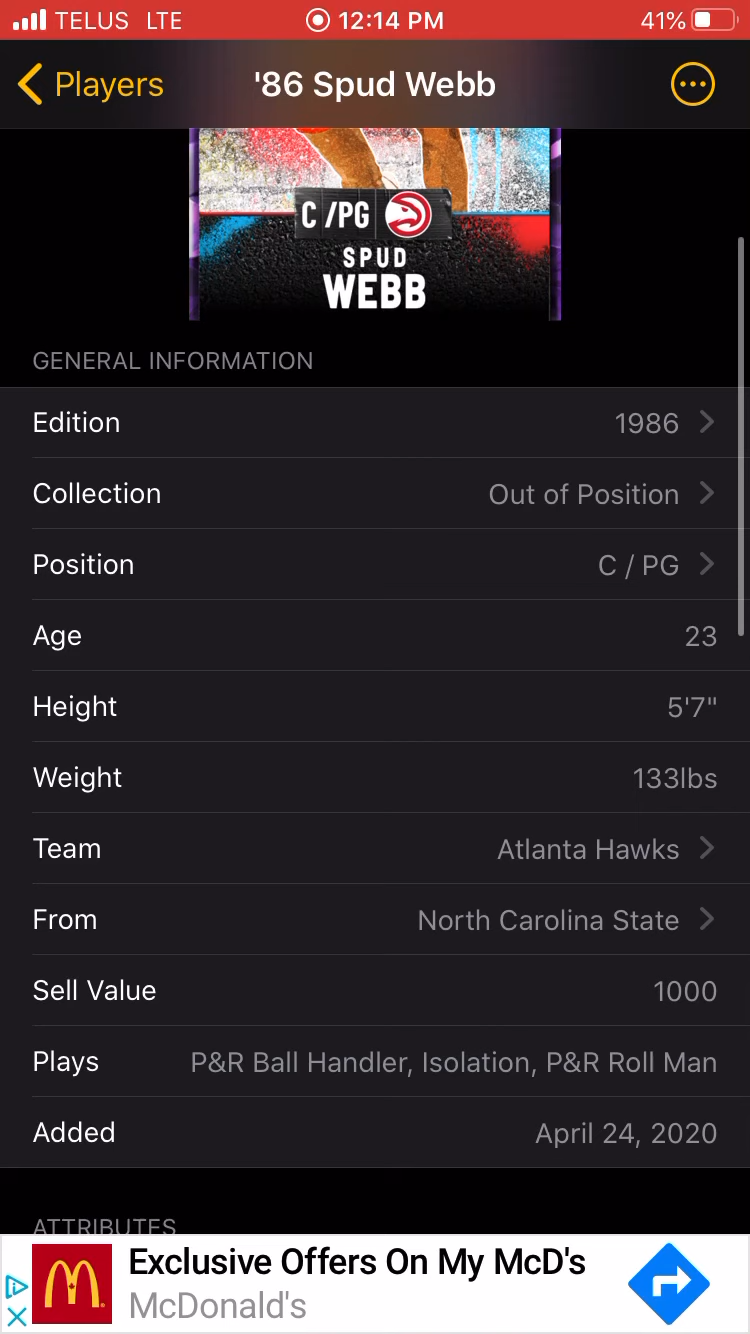 TELUS LTE 12:14 PM 41%
Players '86 Spud Webb
C /PG
SPUD
WEBB
GENERAL INFORMATION
Edition 1986
Collection Out of Position
Position C / PG
Age 23
Height 5'7"
Weight 133lbs
Team Atlanta Hawks
From North Carolina State
Sell Value 1000
Plays P&R Ball Handler, Isolation, P&R Roll Man
Added April 24, 2020
ATTRIBUTES
Exclusive Offers On My McD's
McDonald's